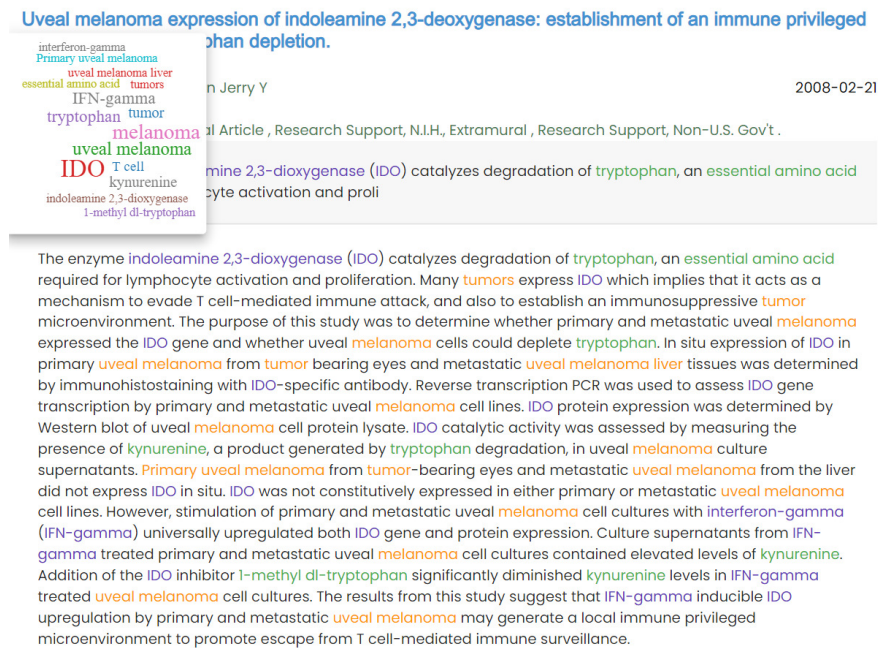 Uveal melanoma expression of indoleamine 2,3-deoxygenase: establishment of an immune privileged
phan depletion.
interferon-gamma
Primary uveal melanoma
uveal melanoma liver
essential amino acid tumors
IFN-gamma
tryptophan tumor
melanoma
uveal melanoma
IDO T cell
kynurenine
indoleamine 2,3-dioxygenase
1-methyl dl-tryptophan
n Jerry Y 2008-02-21
al Article , Research Support, N.I.H., Extramural , Research Support, Non-U.S. Gov't .
mine 2,3-dioxygenase (IDO) catalyzes degradation of tryptophan, an essential amino acid
cyte activation and proli
The enzyme indoleamine 2,3-dioxygenase (IDO) catalyzes degradation of tryptophan, an essential amino acid
required for lymphocyte activation and proliferation. Many tumors express IDO which implies that it acts as a
mechanism to evade T cell-mediated immune attack, and also to establish an immunosuppressive tumor
microenvironment. The purpose of this study was to determine whether primary and metastatic uveal melanoma
expressed the IDO gene and whether uveal melanoma cells could deplete tryptophan. In situ expression of IDO in
primary uveal melanoma from tumor bearing eyes and metastatic uveal melanoma liver tissues was determined
by immunohistostaining with IDO-specific antibody. Reverse transcription PCR was used to assess IDO gene
transcription by primary and metastatic uveal melanoma cell lines. IDO protein expression was determined by
Western blot of uveal melanoma cell protein lysate. IDO catalytic activity was assessed by measuring the
presence of kynurenine, a product generated by tryptophan degradation, in uveal melanoma culture
supernatants. Primary uveal melanoma from tumor-bearing eyes and metastatic uveal melanoma from the liver
did not express IDO in situ. IDO was not constitutively expressed in either primary or metastatic uveal melanoma
cell lines. However, stimulation of primary and metastatic uveal melanoma cell cultures with interferon-gamma
(IFN-gamma) universally upregulated both IDO gene and protein expression. Culture supernatants from IFN-
gamma treated primary and metastatic uveal melanoma cell cultures contained elevated levels of kynurenine.
Addition of the IDO inhibitor 1-methyl dl-tryptophan significantly diminished kynurenine levels in IFN-gamma
treated uveal melanoma cell cultures. The results from this study suggest that IFN-gamma inducible IDO
upregulation by primary and metastatic uveal melanoma may generate a local immune privileged
microenvironment to promote escape from T cell-mediated immune surveillance.